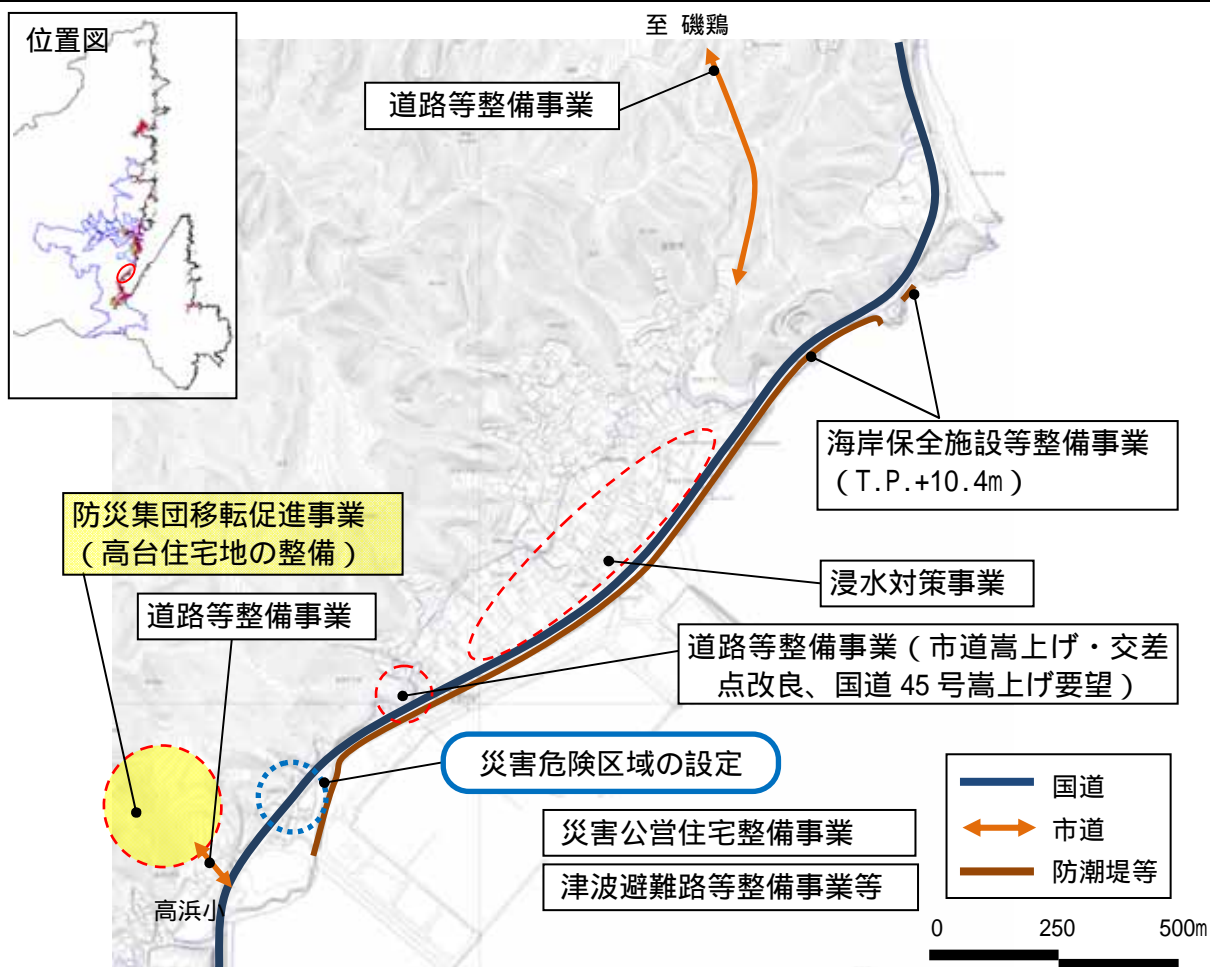 位置図
至 磯鶏
道路等整備事業
海岸保全施設等整備事業
（T.P.+10.4m）
防災集団移転促進事業
（高台住宅地の整備）
浸水対策事業
道路等整備事業
道路等整備事業（市道嵩上げ・交差
点改良、国道45号嵩上げ要望）
災害危険区域の設定
国道
市道
防潮堤等
災害公営住宅整備事業
津波避難路等整備事業等
高浜小
0 250 500m